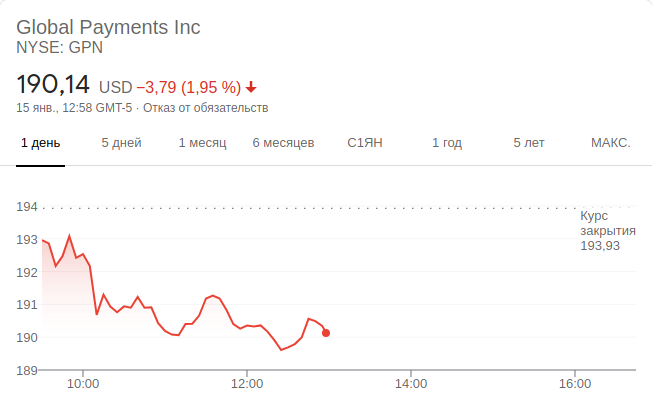 Global Payments Inc
NYSE: GPN
190,14 USD −3,79 (1,95 %)
15 янв., 12:58 GMT-5 · Отказ от обязательств
1 день 5 дней 1 месяц 6 месяцев С1ЯН 1 год 5 лет МАКС.
194
Курс
закрытия
193,93
193
192
191
190
189
10:00 12:00 14:00 16:00